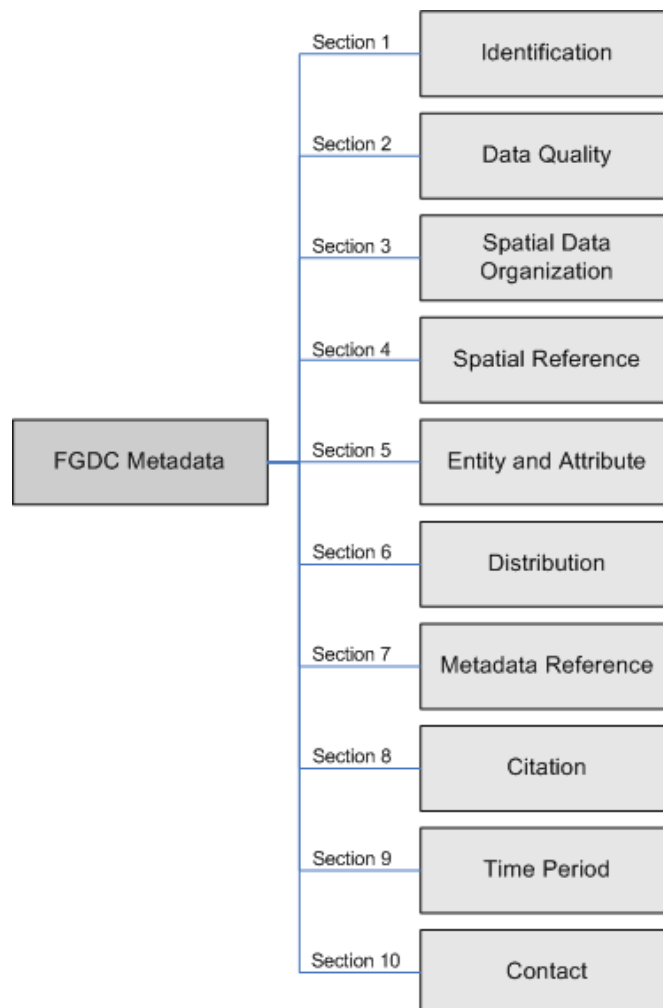 Section 1
Identification
Section 2
Data Quality
Section 3
Spatial Data
Organization
Section 4
Spatial Reference
FGDC Metadata
Section 5
Entity and Attribute
Section 6
Distribution
Section 7
Metadata Reference
Section 8
Citation
Section 9
Time Period
Section 10
Contact